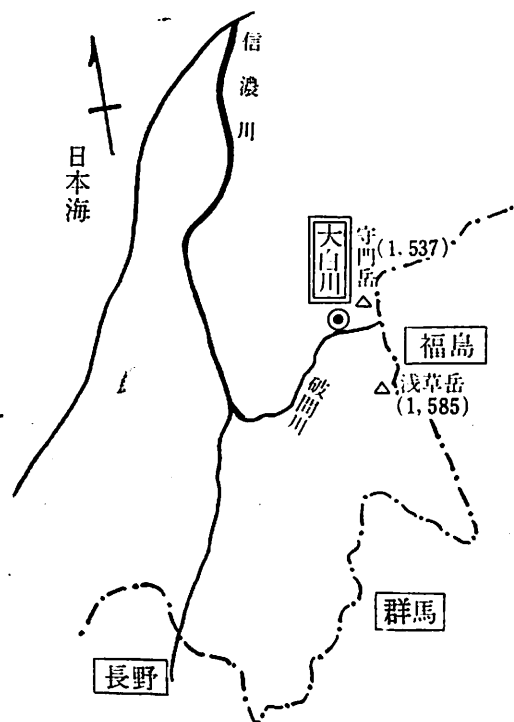 信濃川
日本海
大白川
守門岳
(1.537)
福島
浅草岳
(1,585)
破間川
群馬
長野